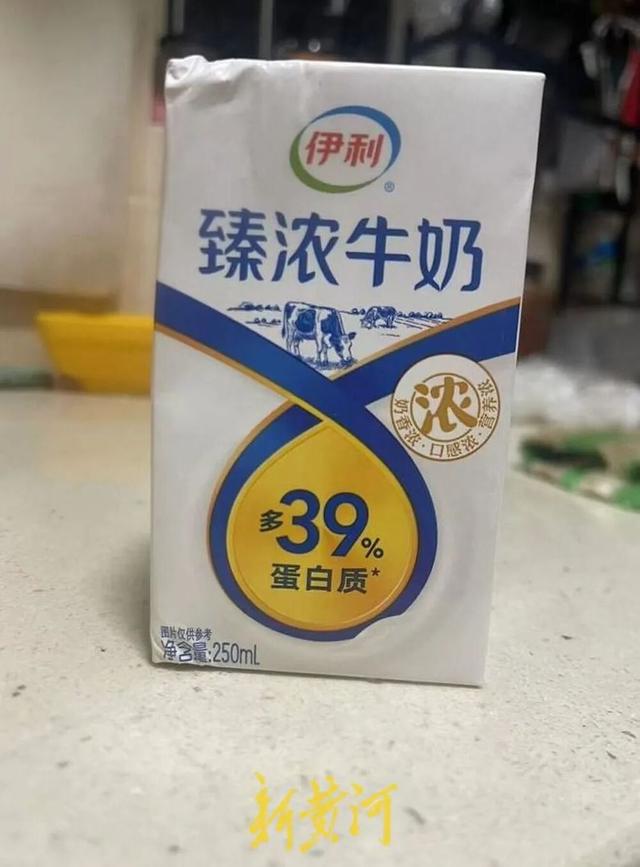 伊利
®
臻浓牛奶
浓
奶香浓·口感浓·营养浓
多39%
蛋白质*
图片仅供参考
净含量:250mL
新黄河